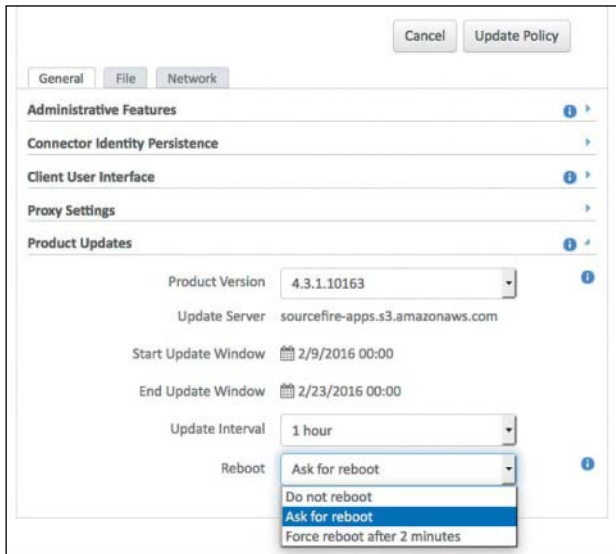 Cancel Update Policy
General File Network
Administrative Features
Connector Identity Persistence
Client User Interface
Proxy Settings
Product Updates
Product Version 4.3.1.10163
Update Server sourcefire-apps.s3.amazonaws.com
Start Update Window 2/9/2016 00:00
End Update Window 2/23/2016 00:00
Update Interval 1 hour
Reboot Ask for reboot
Do not reboot
Ask for reboot
Force reboot after 2 minutes